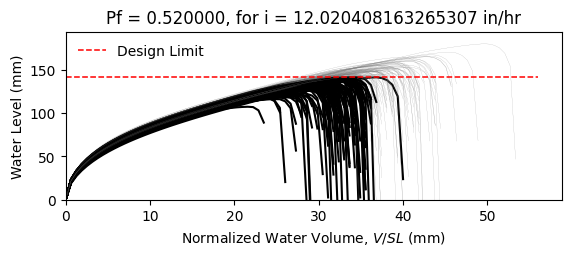 Pf = 0.520000, for i = 12.020408163265307 in/hr
Design Limit
Water Level (mm)
150
100
50
0
0 10 20 30 40 50
Normalized Water Volume, V/SL (mm)